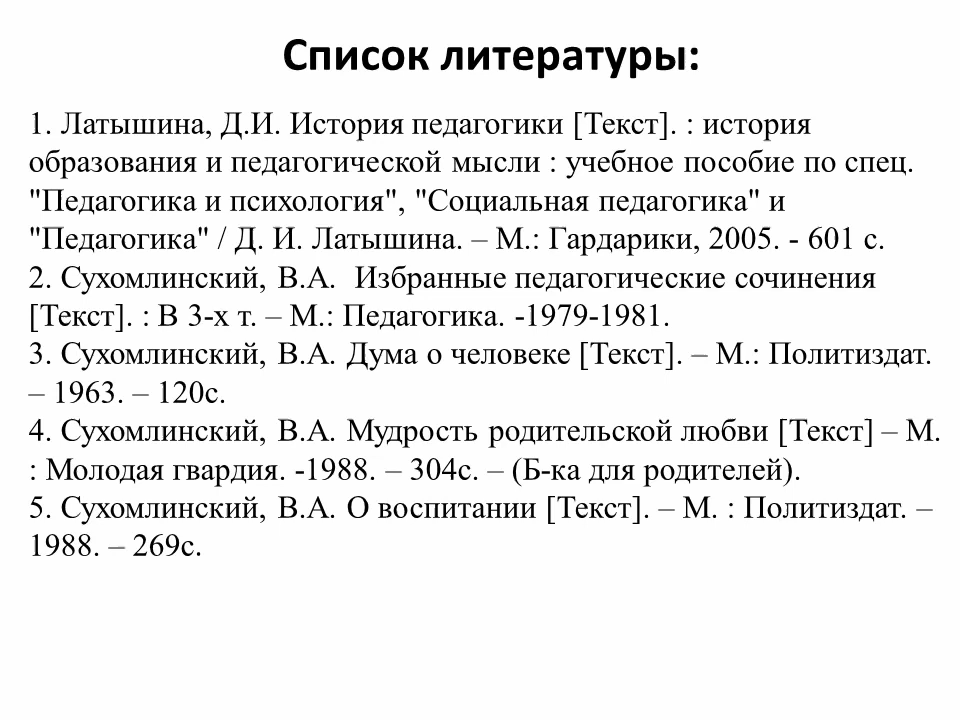 Список литературы:
1. Латышина, Д.И. История педагогики [Текст]. : история
образования и педагогической мысли : учебное пособие по спец.
"Педагогика и психология", "Социальная педагогика" и
"Педагогика" / Д. И. Латышина. – М.: Гардарики, 2005. - 601 с.
2. Сухомлинский, В.А.  Избранные педагогические сочинения
[Текст]. : В 3-х т. – М.: Педагогика. -1979-1981.
3. Сухомлинский, В.А. Дума о человеке [Текст]. – М.: Политиздат.
– 1963. – 120с.
4. Сухомлинский, В.А. Мудрость родительской любви [Текст] – М.
: Молодая гвардия. -1988. – 304с. – (Б-ка для родителей).
5. Сухомлинский, В.А. О воспитании [Текст]. – М. : Политиздат. –
1988. – 269с.